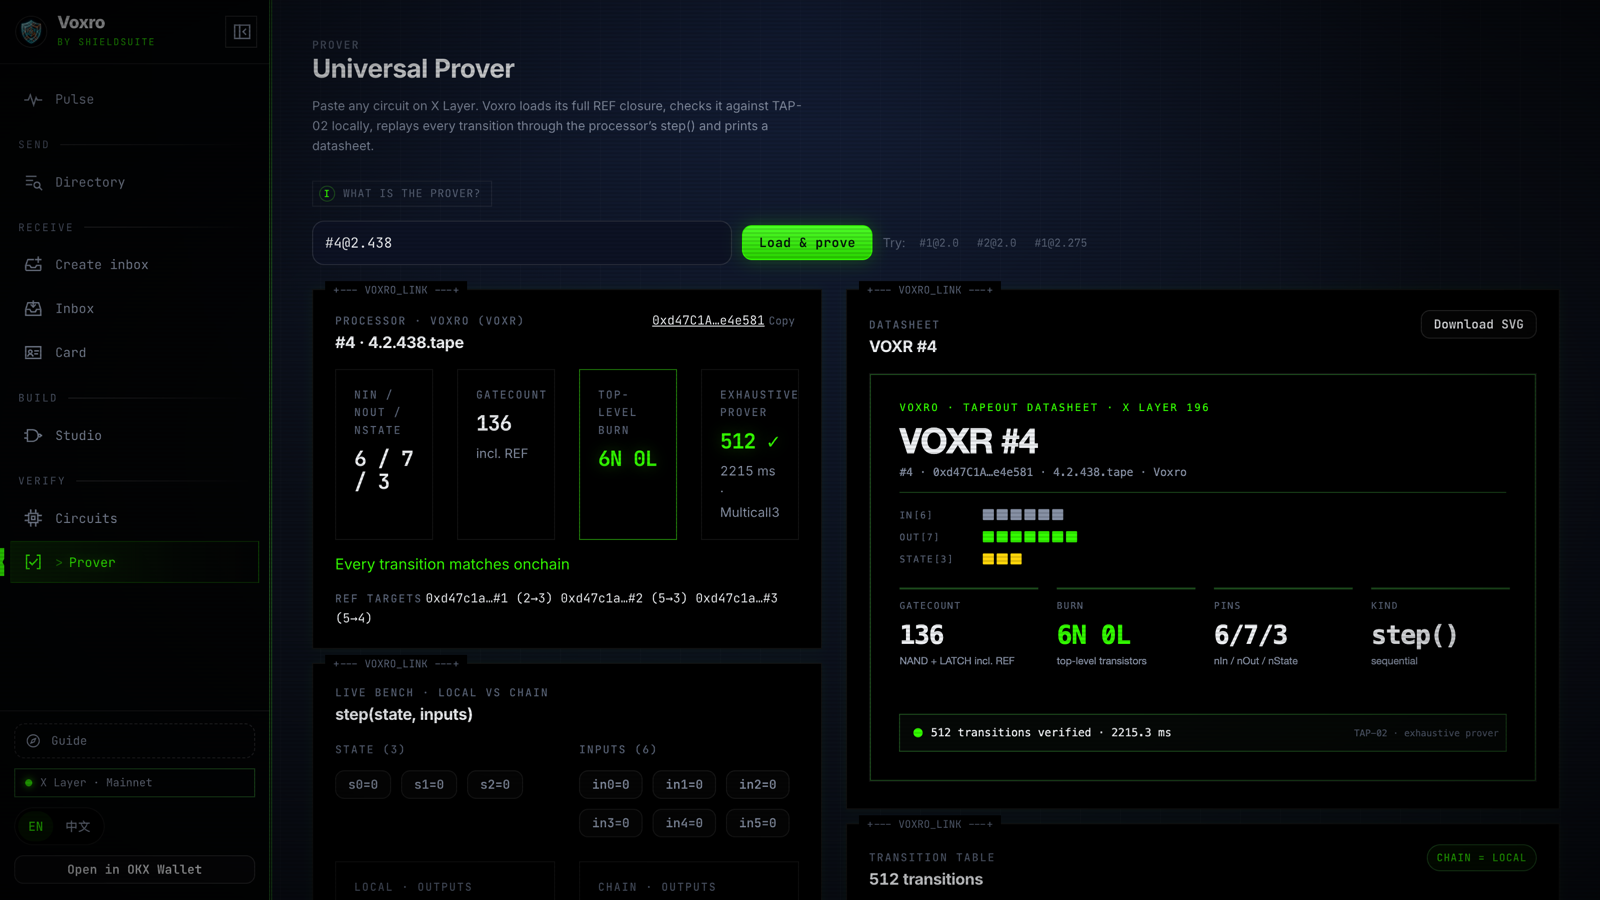 Voxro
BY SHIELDSUITE
Pulse
SEND
Directory
RECEIVE
Create inbox
Inbox
Card
BUILD
Studio
VERIFY
Circuits
> Prover
Guide
X Layer · Mainnet
EN 中文
Open in OKX Wallet
PROVER
Universal Prover
Paste any circuit on X Layer. Voxro loads its full REF closure, checks it against TAP-
02 locally, replays every transition through the processor's step() and prints a
datasheet.
I WHAT IS THE PROVER?
#4@2.438
Load & prove
Try: #1@2.0 #2@2.0 #1@2.275
+--- VOXRO_LINK ---+
PROCESSOR · VOXRO (VOXR)
0xd47C1A…e4e581 Copy
#4 · 4.2.438.tape
NIN /
NOUT /
NSTATE
6 / 7
/ 3
GATECOUNT
136
incl. REF
TOP-
LEVEL
BURN
6N 0L
EXHAUSTIVE
PROVER
512 ✓
2215 ms
·
Multicall3
Every transition matches onchain
REF TARGETS 0xd47c1a…#1 (2→3) 0xd47c1a…#2 (5→3) 0xd47c1a…#3
(5→4)
+--- VOXRO_LINK ---+
LIVE BENCH · LOCAL VS CHAIN
step(state, inputs)
STATE (3)
s0=0 s1=0 s2=0
INPUTS (6)
in0=0 in1=0 in2=0
in3=0 in4=0 in5=0
LOCAL · OUTPUTS
CHAIN · OUTPUTS
+--- VOXRO_LINK ---+
DATASHEET
VOXR #4
Download SVG
VOXRO · TAPEOUT DATASHEET · X LAYER 196
VOXR #4
#4 · 0xd47C1A…e4e581 · 4.2.438.tape · Voxro
IN[6]
OUT[7]
STATE[3]
GATECOUNT
136
NAND + LATCH incl. REF
BURN
6N 0L
top-level transistors
PINS
6/7/3
nIn / nOut / nState
KIND
step()
sequential
512 transitions verified · 2215.3 ms
TAP-02 · exhaustive prover
+--- VOXRO_LINK ---+
TRANSITION TABLE
512 transitions
CHAIN = LOCAL